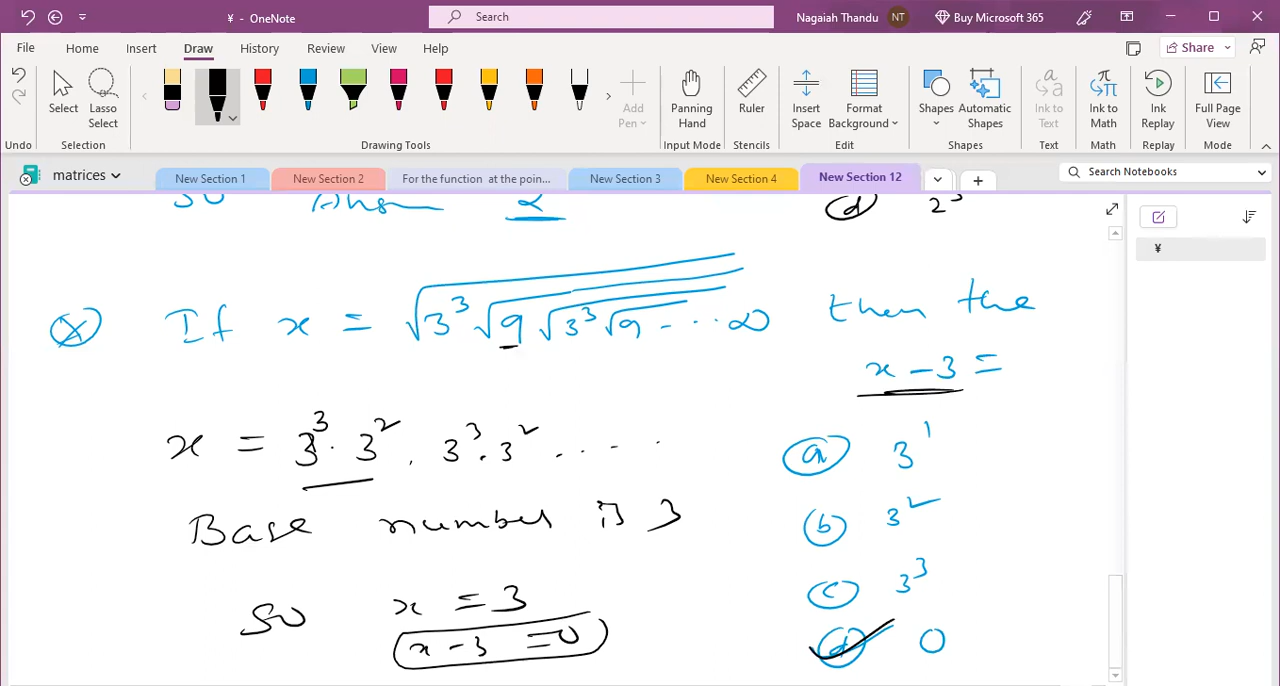 ¥ - OneNote
Search
Nagaiah Thandu NT
Buy Microsoft 365
File Home Insert Draw History Review View Help
Share
Select
Lasso Select
Add Pen
Panning Hand
Ruler
Insert Space
Format Background
Shapes
Automatic Shapes
Ink to Text
Ink to Math
Ink Replay
Full Page View
Undo Selection Drawing Tools Input Mode Stencils Edit Shapes Text Math Replay Mode
matrices
New Section 1 New Section 2 For the function at the poin... New Section 3 New Section 4 New Section 12 +
Search Notebooks
¥
so Ans 2
(d) 2³
If x = √3³√9√3³√9 - - . . ∞ then the
x - 3 =
x = 3³ . 3² . 3³ . 3² . . . . .
(a) 3¹
Base number is 3
(b) 3²
(c) 3³
So x = 3
x - 3 = 0
(d) 0